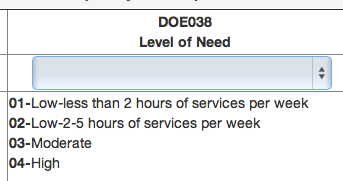 DOE038
Level of Need
01-Low-less than 2 hours of services per week
02-Low-2-5 hours of services per week
03-Moderate
04-High